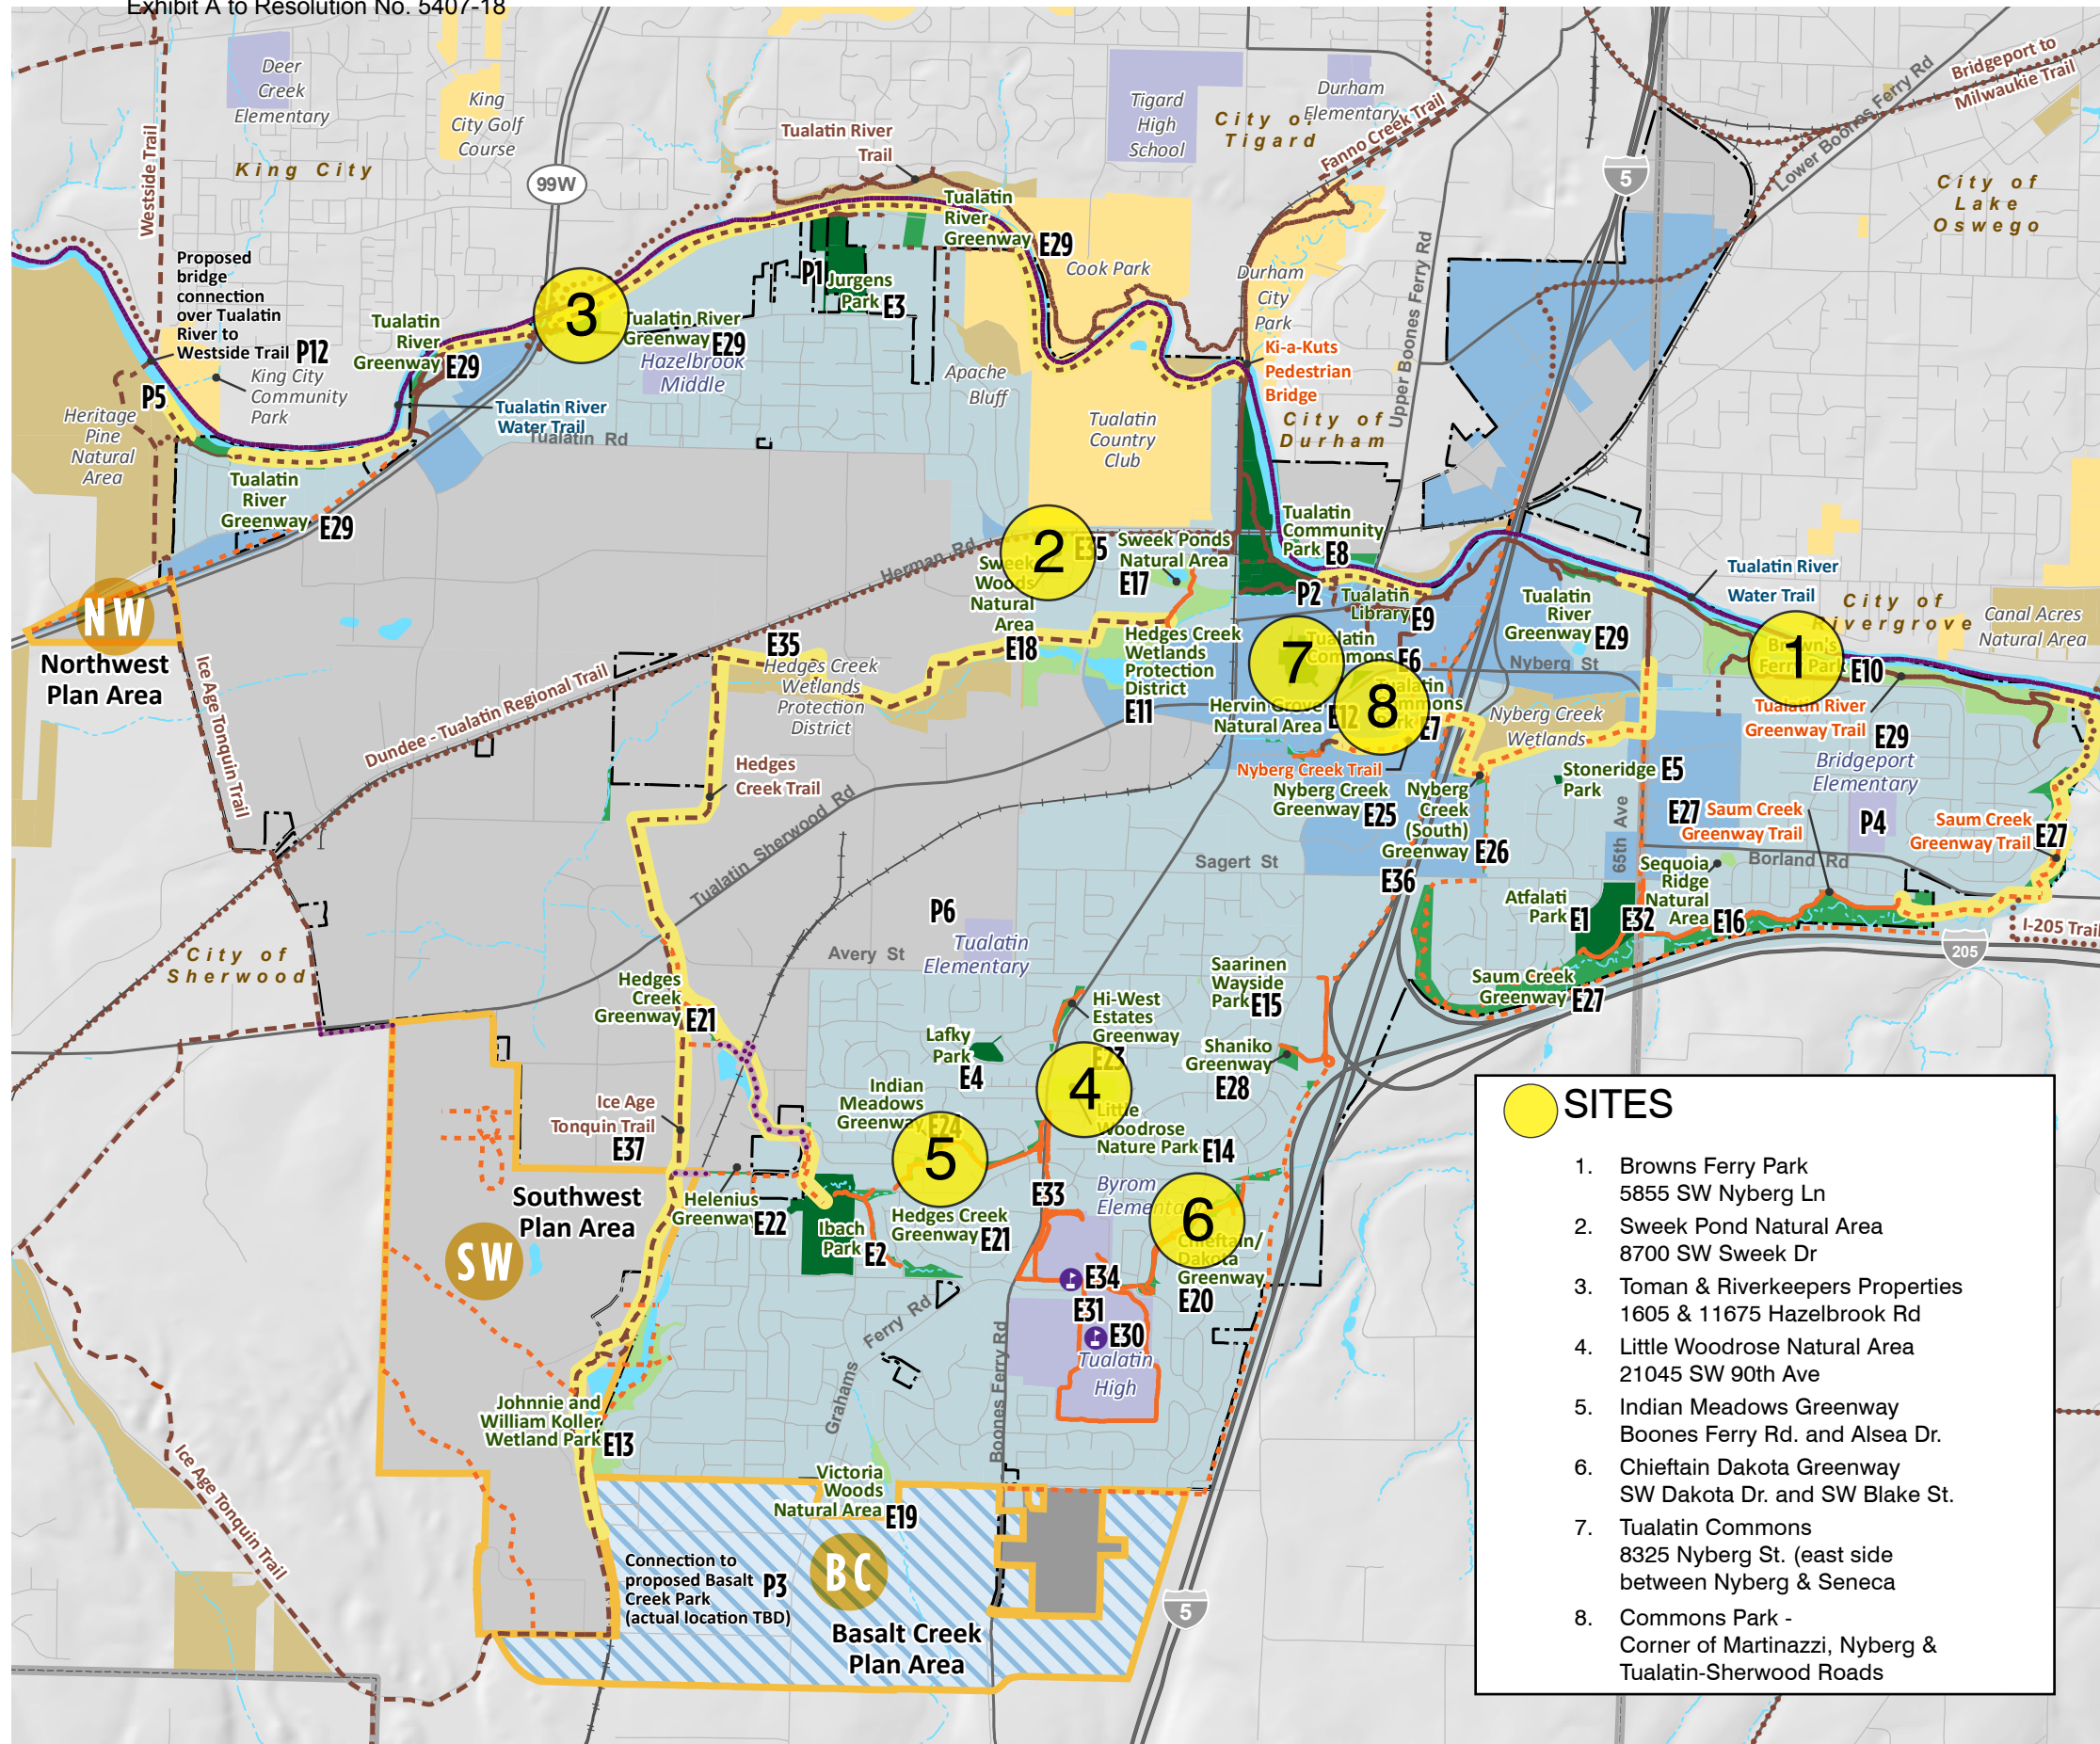 Exhibit A to Resolution No. 5407-18
Deer
Creek
Elementary
King
City Golf
Course
King City
Westside Trail
99W
Tualatin River
Trail
Tigard
High
School
City of
Tigard
Durham
Elementary
Fanno Creek Trail
5
Lower Boones Ferry Rd
Bridgeport to
Milwaukie Trail
City of
Lake
Oswego
Proposed
bridge
connection
over Tualatin
River to
Westside Trail P12
King City
Community
Park
P5
Heritage
Pine
Natural
Area
Tualatin
River
Greenway E29
Tualatin River
Water Trail
Tualatin
River
Greenway E29
3
Tualatin River
Greenway E29
Hazelbrook
Middle
Tualatin Rd
P1
Jurgens
Park E3
Tualatin
River
Greenway E29
Cook Park
Apache
Bluff
Tualatin
Country
Club
Durham
City
Park
Ki-a-Kuts
Pedestrian
Bridge
City of
Durham
Upper Boones Ferry Rd
NW
Northwest
Plan Area
Ice Age Tonquin Trail
Dundee - Tualatin Regional Trail
Herman Rd
2
E35
Sweek
Woods
Natural
Area
E18
Sweek Ponds
Natural Area
E17
Tualatin
Community
Park E8
P2
Tualatin
Library E9
Tualatin
River
Greenway E29
Tualatin River
Water Trail
City of
Rivergrove
Canal Acres
Natural Area
E35
Hedges Creek
Wetlands
Protection
District
Hedges Creek
Wetlands
Protection
District
E11
7
Tualatin
Commons E6
8
Tualatin
Commons
Park E7
Hervin Grove
Natural Area
E12
Nyberg St
Nyberg Creek
Wetlands
1
Brown's
Ferry Park E10
Tualatin River
Greenway Trail
E29
Bridgeport
Elementary
P4
Hedges
Creek Trail
Tualatin Sherwood Rd
Nyberg Creek Trail
Nyberg Creek
Greenway E25
Nyberg
Creek
(South)
Greenway E26
Stoneridge
Park E5
65th Ave
E27 Saum Creek
Greenway Trail
Saum Creek
Greenway Trail E27
Sagert St
E36
Borland Rd
Sequoia
Ridge
Natural
Area E16
Atfalati
Park E1
E32
I-205 Trail
205
City of
Sherwood
P6
Tualatin
Elementary
Avery St
Hedges
Creek
Greenway
E21
Lafky
Park
E4
Hi-West
Estates
Greenway
E23
Saarinen
Wayside
Park E15
Shaniko
Greenway
E28
Saum Creek
Greenway E27
Ice Age
Tonquin Trail
E37
Indian
Meadows
Greenway E24
5
4
Little
Woodrose
Nature Park E14
Southwest
Plan Area
SW
Helenius
Greenway E22
Ibach
Park E2
Hedges Creek
Greenway E21
E33
Byrom
Elementary
6
Chieftain/
Dakota
Greenway
E20
E34
E31
E30
Tualatin
High
Grahams Ferry Rd
Boones Ferry Rd
Johnnie and
William Koller
Wetland Park E13
Ice Age Tonquin Trail
Victoria
Woods
Natural Area E19
Connection to
proposed Basalt
Creek Park
(actual location TBD)
P3
BC
Basalt Creek
Plan Area
5
SITES
1. Browns Ferry Park
5855 SW Nyberg Ln
2. Sweek Pond Natural Area
8700 SW Sweek Dr
3. Toman & Riverkeepers Properties
1605 & 11675 Hazelbrook Rd
4. Little Woodrose Natural Area
21045 SW 90th Ave
5. Indian Meadows Greenway
Boones Ferry Rd. and Alsea Dr.
6. Chieftain Dakota Greenway
SW Dakota Dr. and SW Blake St.
7. Tualatin Commons
8325 Nyberg St. (east side
between Nyberg & Seneca
8. Commons Park -
Corner of Martinazzi, Nyberg &
Tualatin-Sherwood Roads